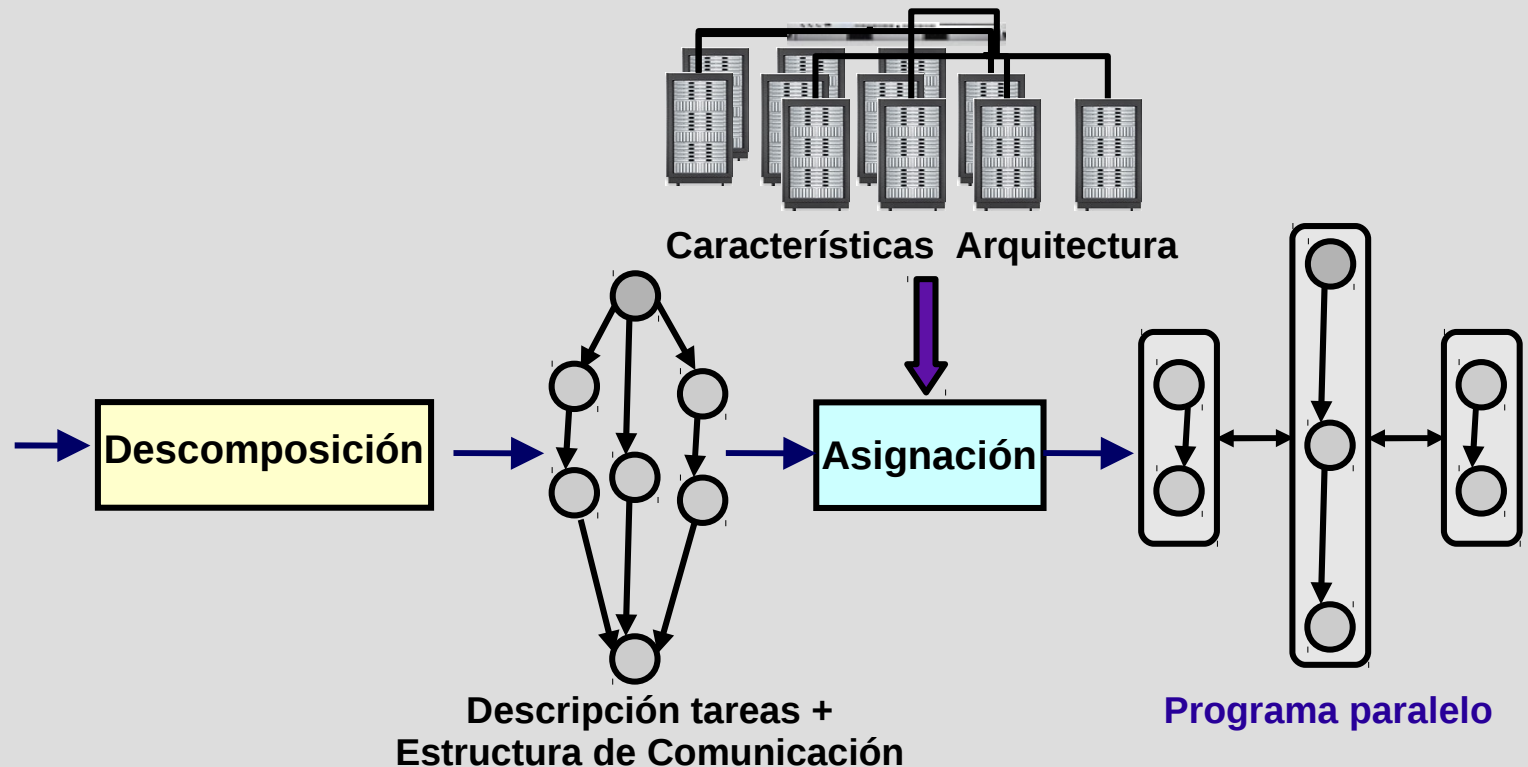 Características Arquitectura
Descomposición
Asignación
Descripción tareas +
Estructura de Comunicación
Programa paralelo